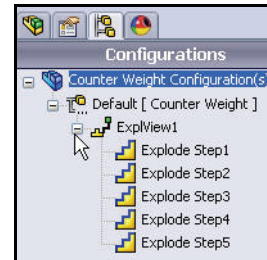 Configurations
Counter Weight Configuration(s)
Default [ Counter Weight ]
ExplView1
Explode Step1
Explode Step2
Explode Step3
Explode Step4
Explode Step5